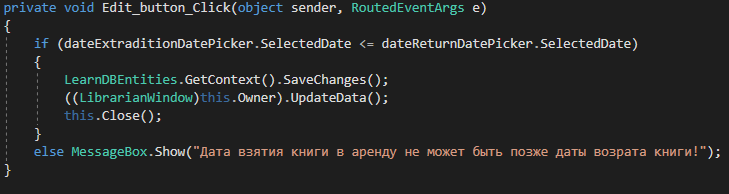 private void Edit_button_Click(object sender, RoutedEventArgs e)
{
if (dateExtraditionDatePicker.SelectedDate <= dateReturnDatePicker.SelectedDate)
{
LearnDBEntities.GetContext().SaveChanges();
((LibrarianWindow)this.Owner).UpdateData();
this.Close();
}
else MessageBox.Show("Дата взятия книги в аренду не может быть позже даты возрата книги!");
}